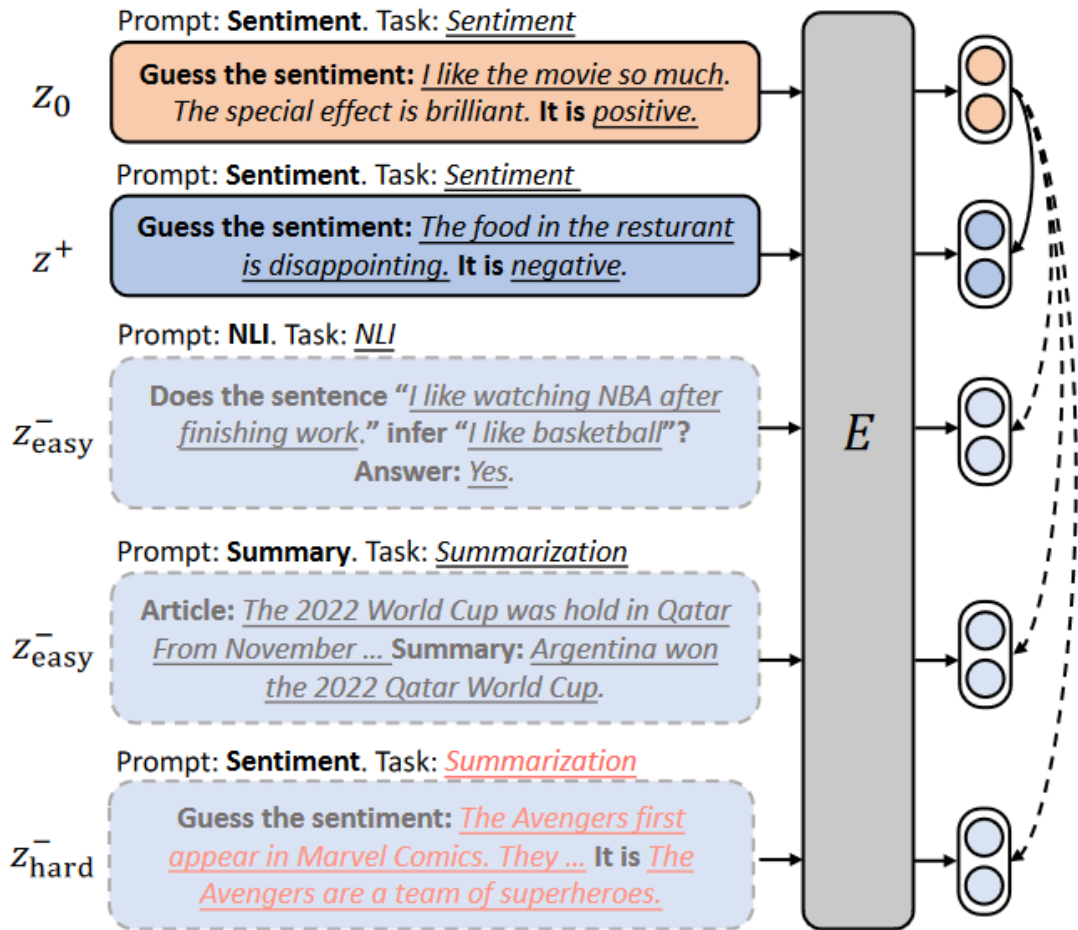 Prompt: Sentiment. Task: Sentiment
z₀
Guess the sentiment: I like the movie so much.
The special effect is brilliant. It is positive.
Prompt: Sentiment. Task: Sentiment
z⁺
Guess the sentiment: The food in the resturant
is disappointing. It is negative.
Prompt: NLI. Task: NLI
z⁻easy
Does the sentence “I like watching NBA after
finishing work.” infer “I like basketball”?
Answer: Yes.
E
Prompt: Summary. Task: Summarization
z⁻easy
Article: The 2022 World Cup was hold in Qatar
From November ... Summary: Argentina won
the 2022 Qatar World Cup.
Prompt: Sentiment. Task: Summarization
z⁻hard
Guess the sentiment: The Avengers first
appear in Marvel Comics. They ... It is The
Avengers are a team of superheroes.